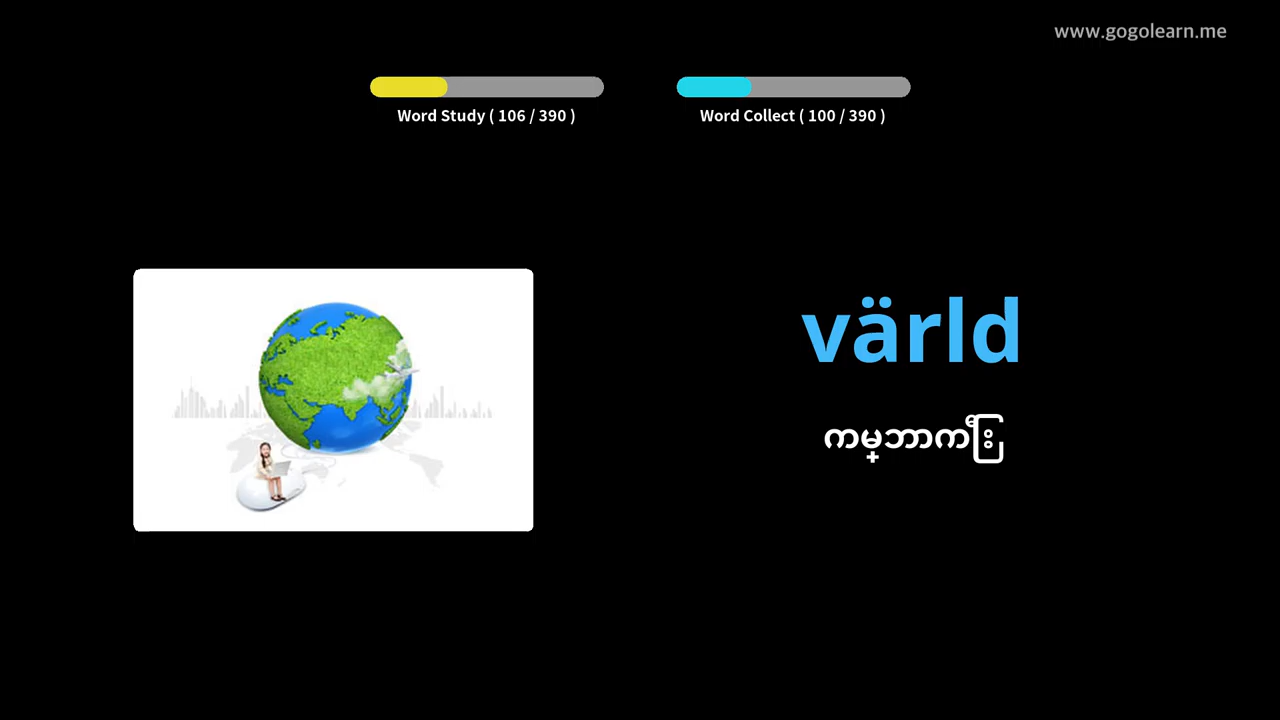 www.gogolearn.me
Word Study ( 106 / 390 )
Word Collect ( 100 / 390 )
värld
ကမ္ဘာကြီး